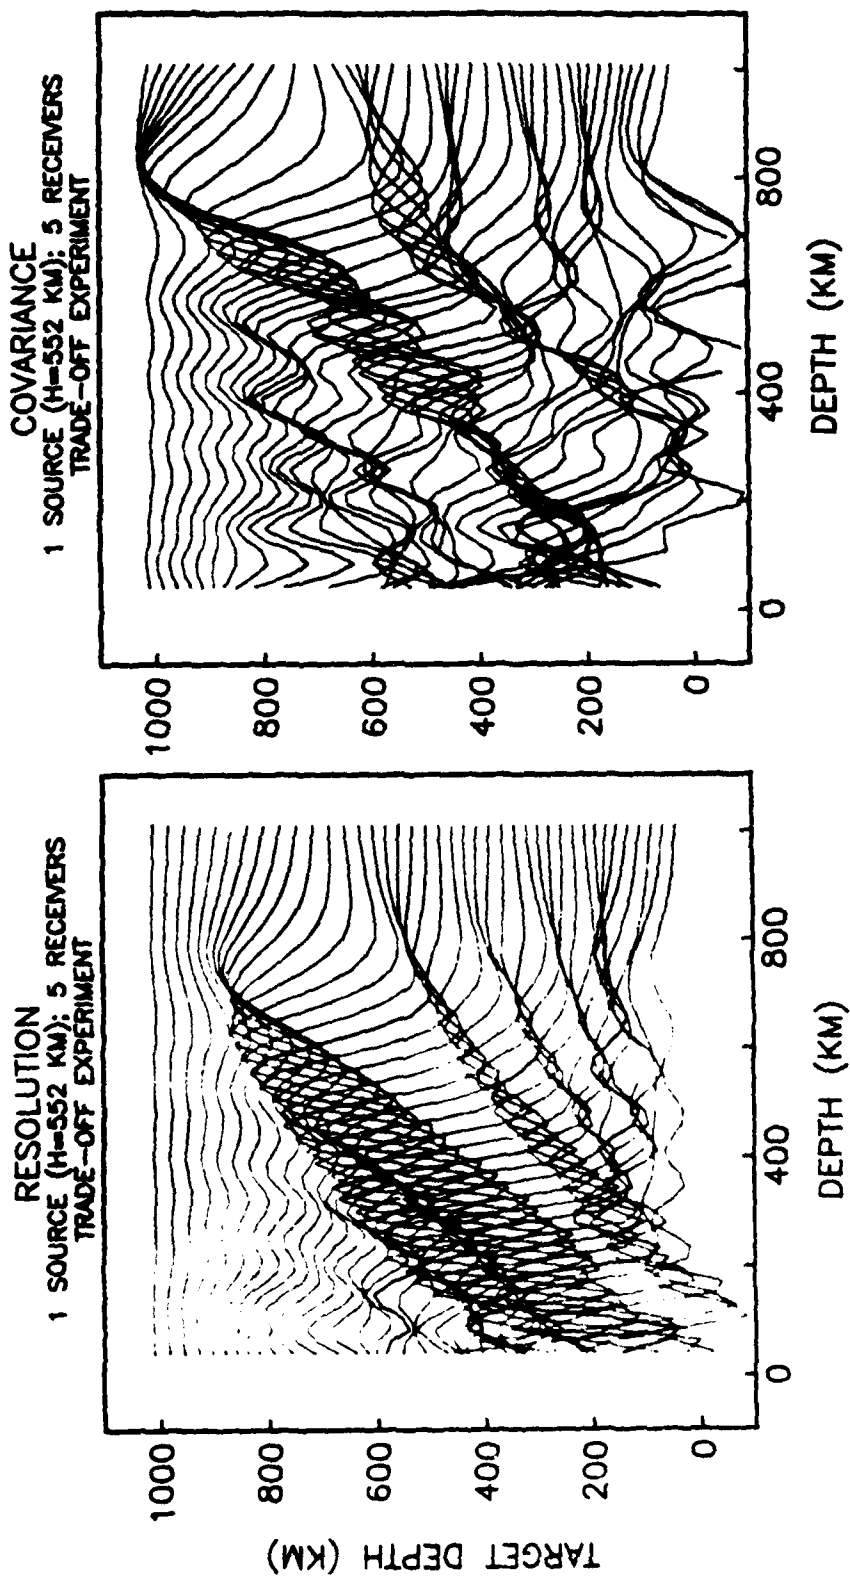 RESOLUTION
1 SOURCE (H=552 KM); 5 RECEIVERS
TRADE-OFF EXPERIMENT
TARGET DEPTH (KM)
1000
800
600
400
200
0
0
400
800
DEPTH (KM)
COVARIANCE
1 SOURCE (H=552 KM); 5 RECEIVERS
TRADE-OFF EXPERIMENT
1000
800
600
400
200
0
0
400
800
DEPTH (KM)